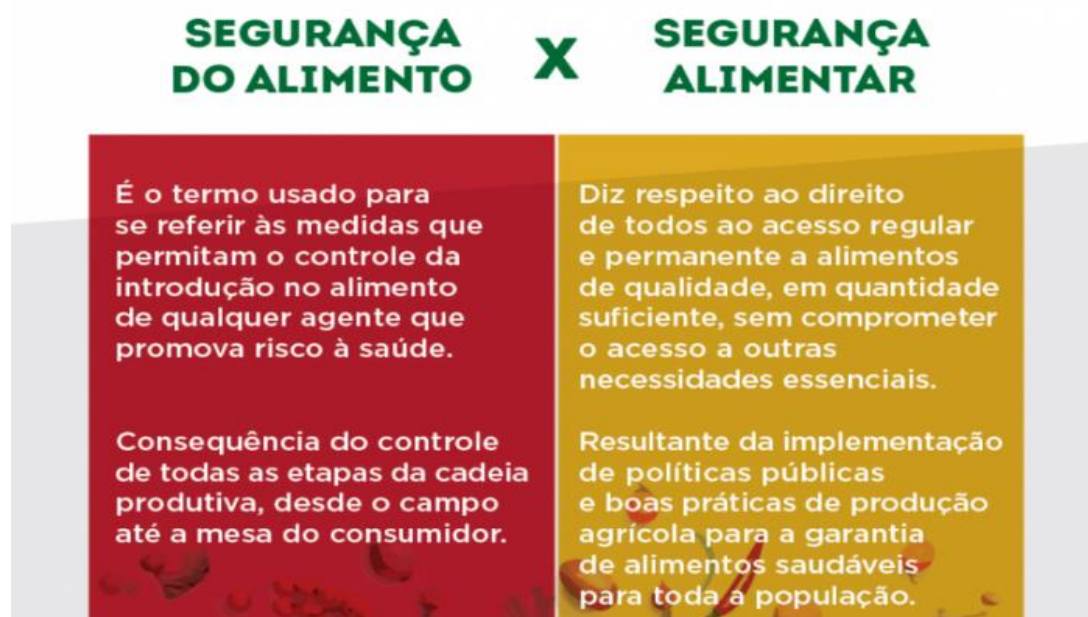 SEGURANÇA
DO ALIMENTO
X
SEGURANÇA
ALIMENTAR
É o termo usado para
se referir às medidas que
permitam o controle da
introdução no alimento
de qualquer agente que
promova risco à saúde.
Consequência do controle
de todas as etapas da cadeia
produtiva, desde o campo
até a mesa do consumidor.
Diz respeito ao direito
de todos ao acesso regular
e permanente a alimentos
de qualidade, em quantidade
suficiente, sem comprometer
o acesso a outras
necessidades essenciais.
Resultante da implementação
de políticas públicas
e boas práticas de produção
agrícola para a garantia
de alimentos saudáveis
para toda a população.